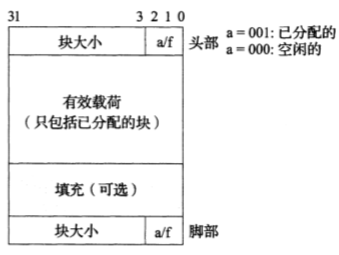 31 3 2 1 0
块大小 a/f 头部 a = 001: 已分配的
a = 000: 空闲的
有效载荷
（只包括已分配的块）
填充（可选）
块大小 a/f 脚部